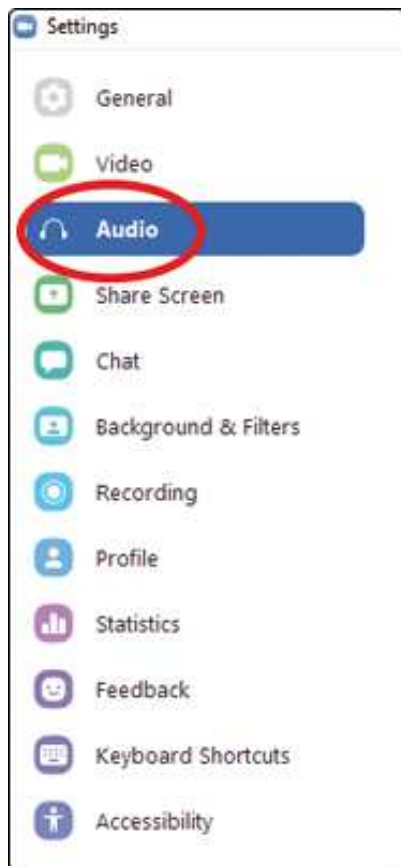 Settings
General
Video
Audio
Share Screen
Chat
Background & Filters
Recording
Profile
Statistics
Feedback
Keyboard Shortcuts
Accessibility